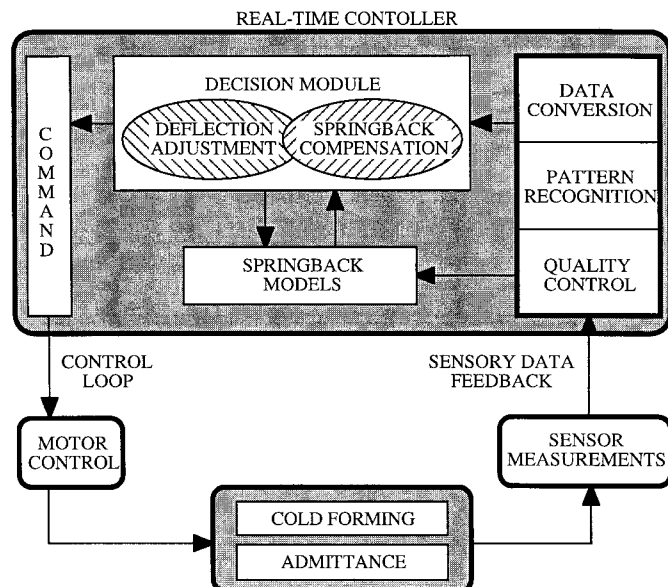 REAL-TIME CONTOLLER
COMMAND
DECISION MODULE
DEFLECTION
ADJUSTMENT
SPRINGBACK
COMPENSATION
DATA
CONVERSION
PATTERN
RECOGNITION
QUALITY
CONTROL
SPRINGBACK
MODELS
CONTROL
LOOP
SENSORY DATA
FEEDBACK
MOTOR
CONTROL
SENSOR
MEASUREMENTS
COLD FORMING
ADMITTANCE